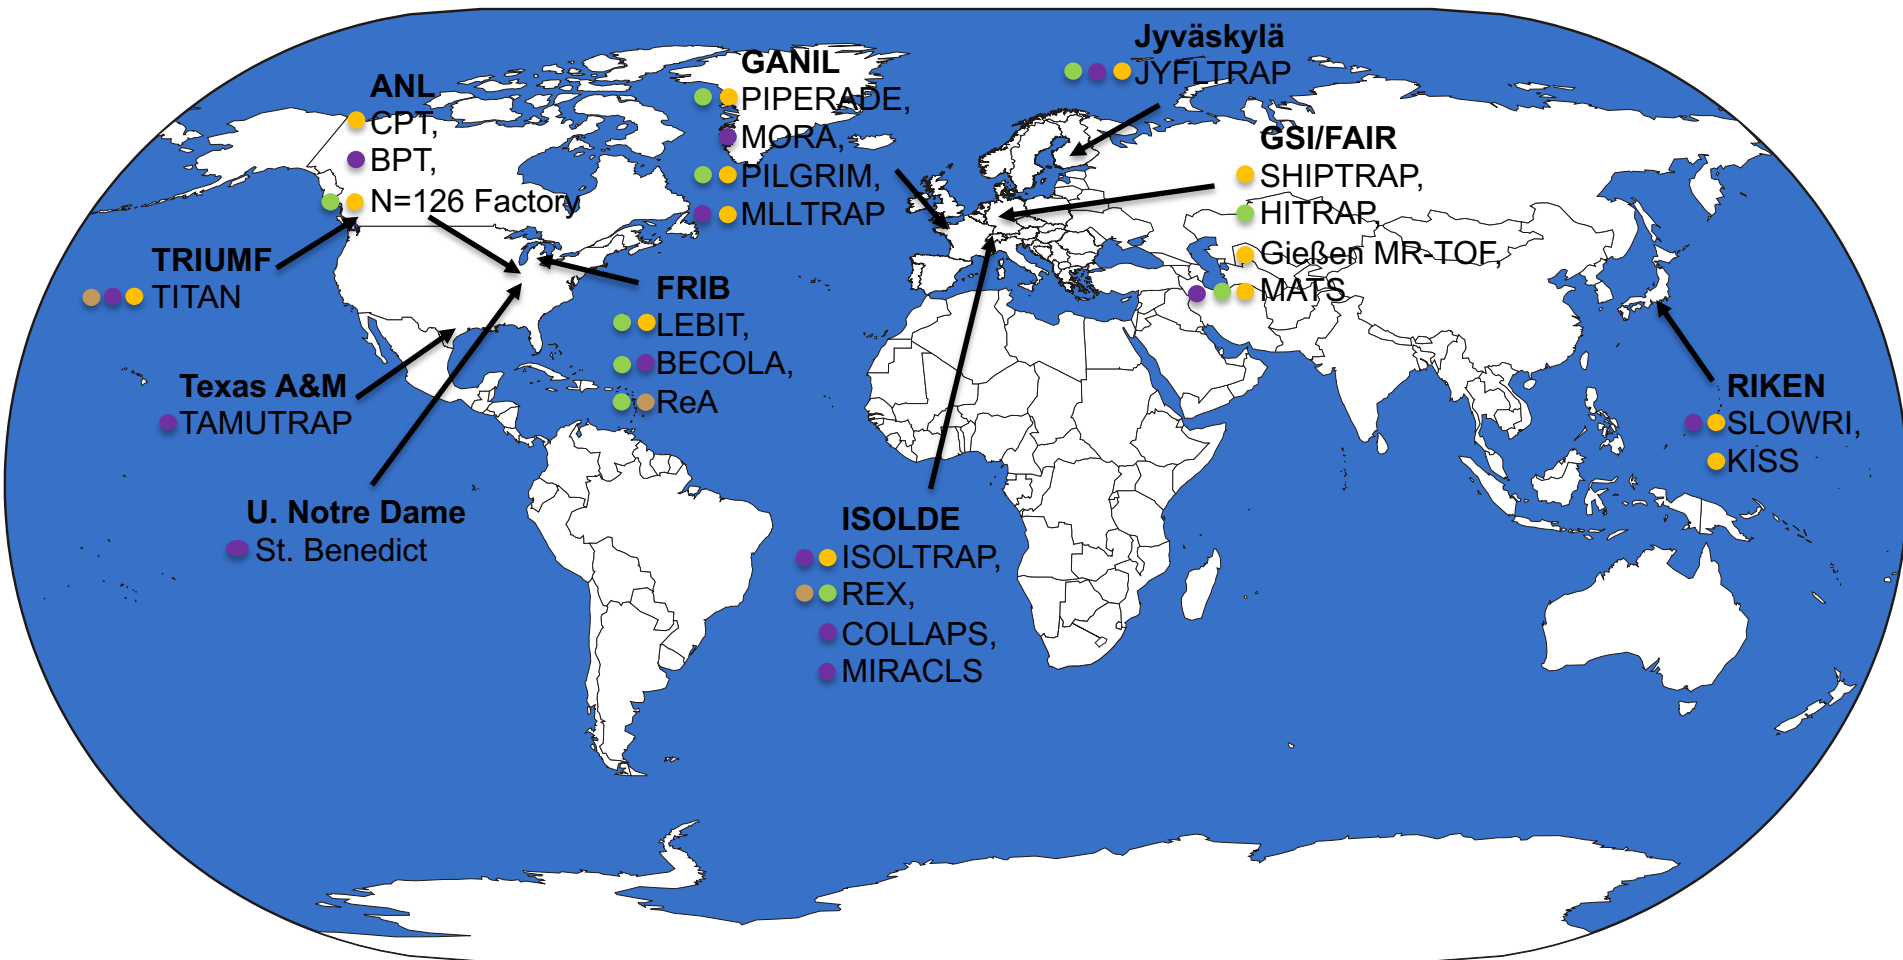 ANL
CPT,
BPT,
N=126 Factory
TRIUMF
TITAN
Texas A&M
TAMUTRAP
U. Notre Dame
St. Benedict
FRIB
LEBIT,
BECOLA,
ReA
GANIL
PIPERADE,
MORA,
PILGRIM,
MLLTRAP
Jyväskylä
JYFLTRAP
GSI/FAIR
SHIPTRAP,
HITRAP,
Gießen MR-TOF,
MATS
ISOLDE
ISOLTRAP,
REX,
COLLAPS,
MIRACLS
RIKEN
SLOWRI,
KISS